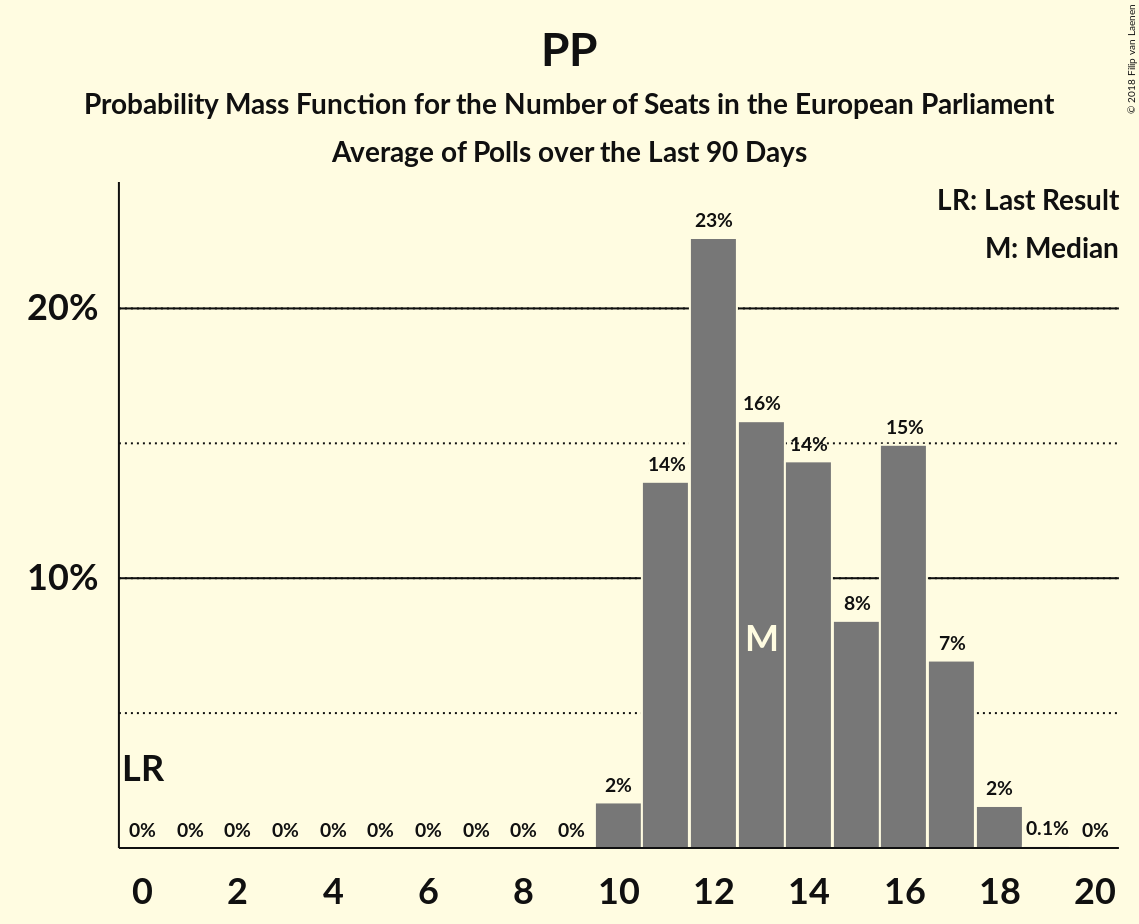 PP
Probability Mass Function for the Number of Seats in the European Parliament
Average of Polls over the Last 90 Days
© 2018 Filip van Laenen
LR: Last Result
M: Median
20%
10%
23%
16%
14%
14%
15%
8%
7%
2%
2%
0.1%
0%
M
LR
0% 0% 0% 0% 0% 0% 0% 0% 0% 0%
0 2 4 6 8 10 12 14 16 18 20